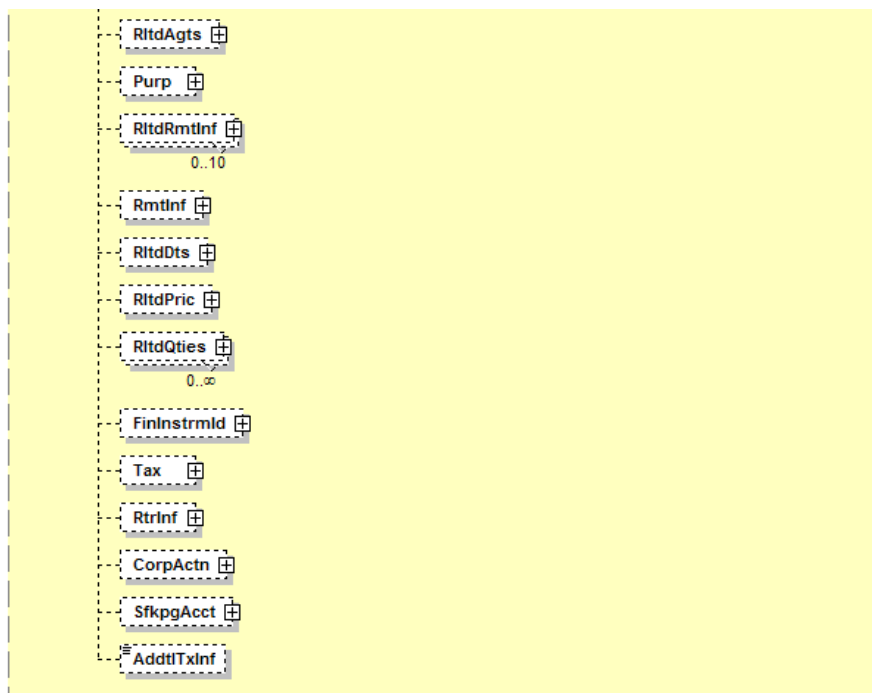 RltdAgts
Purp
RltdRmtInf
0..10
RmtInf
RltdDts
RltdPric
RltdQties
0..∞
FinInstrmId
Tax
RtrInf
CorpActn
SfkpgAcct
AddtlTxInf